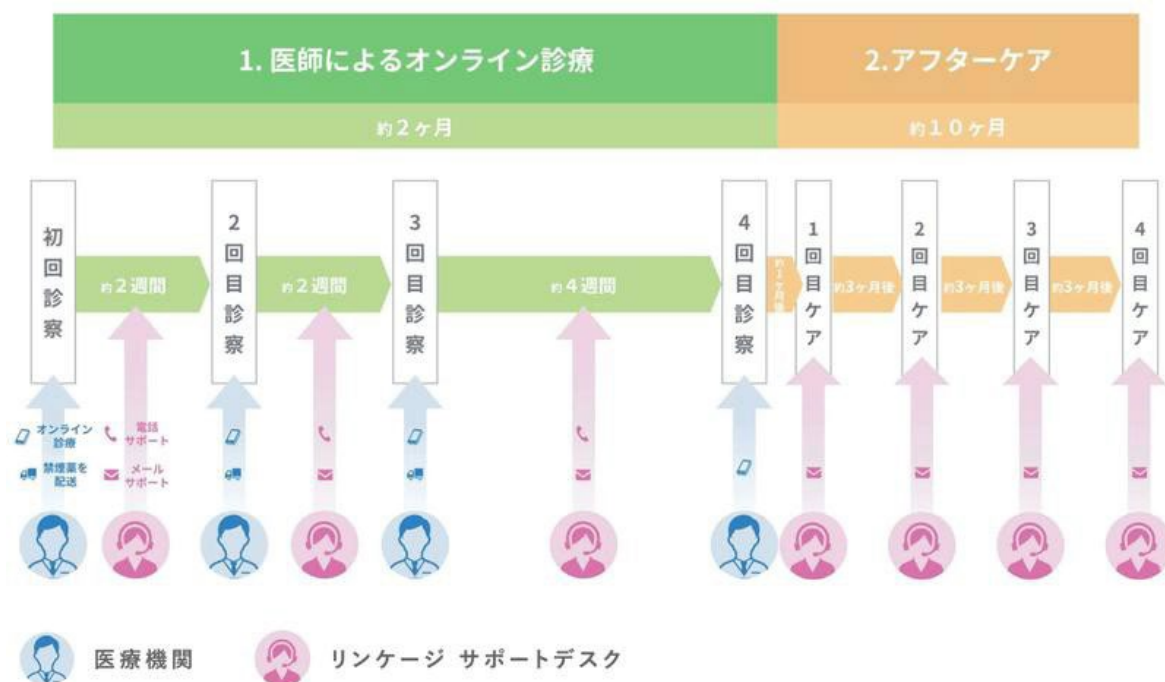 1. 医師によるオンライン診療
2.アフターケア
約2ヶ月
約10ヶ月
初回診察
約2週間
2回目診察
約2週間
3回目診察
約4週間
4回目診察
約1ヶ月後
1回目ケア
約3ヶ月後
2回目ケア
約3ヶ月後
3回目ケア
約3ヶ月後
4回目ケア
オンライン
診療
電話
サポート
禁煙薬を
配送
メール
サポート
医療機関
リンケージ サポートデスク